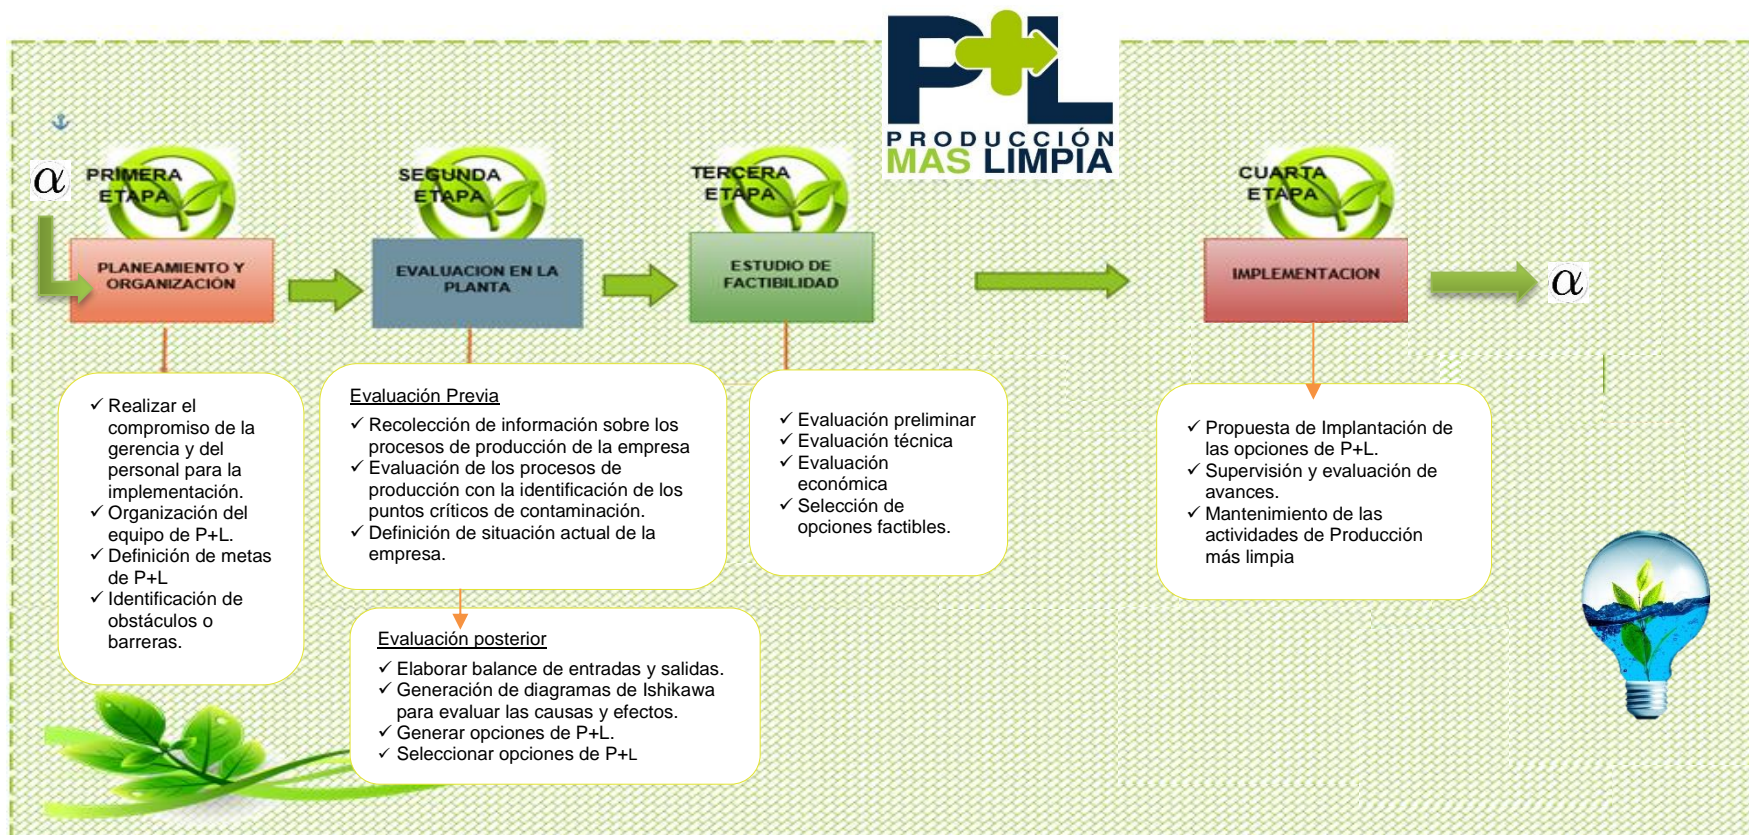 P+L
PRODUCCIÓN
MAS LIMPIA
α
PRIMERA
ETAPA
PLANEAMIENTO Y
ORGANIZACIÓN
✓ Realizar el
compromiso de la
gerencia y del
personal para la
implementación.
✓ Organización del
equipo de P+L.
✓ Definición de metas
de P+L
✓ Identificación de
obstáculos o
barreras.
SEGUNDA
ETAPA
EVALUACION EN LA
PLANTA
Evaluación Previa
✓ Recolección de información sobre los
procesos de producción de la empresa
✓ Evaluación de los procesos de
producción con la identificación de los
puntos críticos de contaminación.
✓ Definición de situación actual de la
empresa.
Evaluación posterior
✓ Elaborar balance de entradas y salidas.
✓ Generación de diagramas de Ishikawa
para evaluar las causas y efectos.
✓ Generar opciones de P+L.
✓ Seleccionar opciones de P+L
TERCERA
ETAPA
ESTUDIO DE
FACTIBILIDAD
✓ Evaluación preliminar
✓ Evaluación técnica
✓ Evaluación
económica
✓ Selección de
opciones factibles.
CUARTA
ETAPA
IMPLEMENTACION
✓ Propuesta de Implantación de
las opciones de P+L.
✓ Supervisión y evaluación de
avances.
✓ Mantenimiento de las
actividades de Producción
más limpia
α